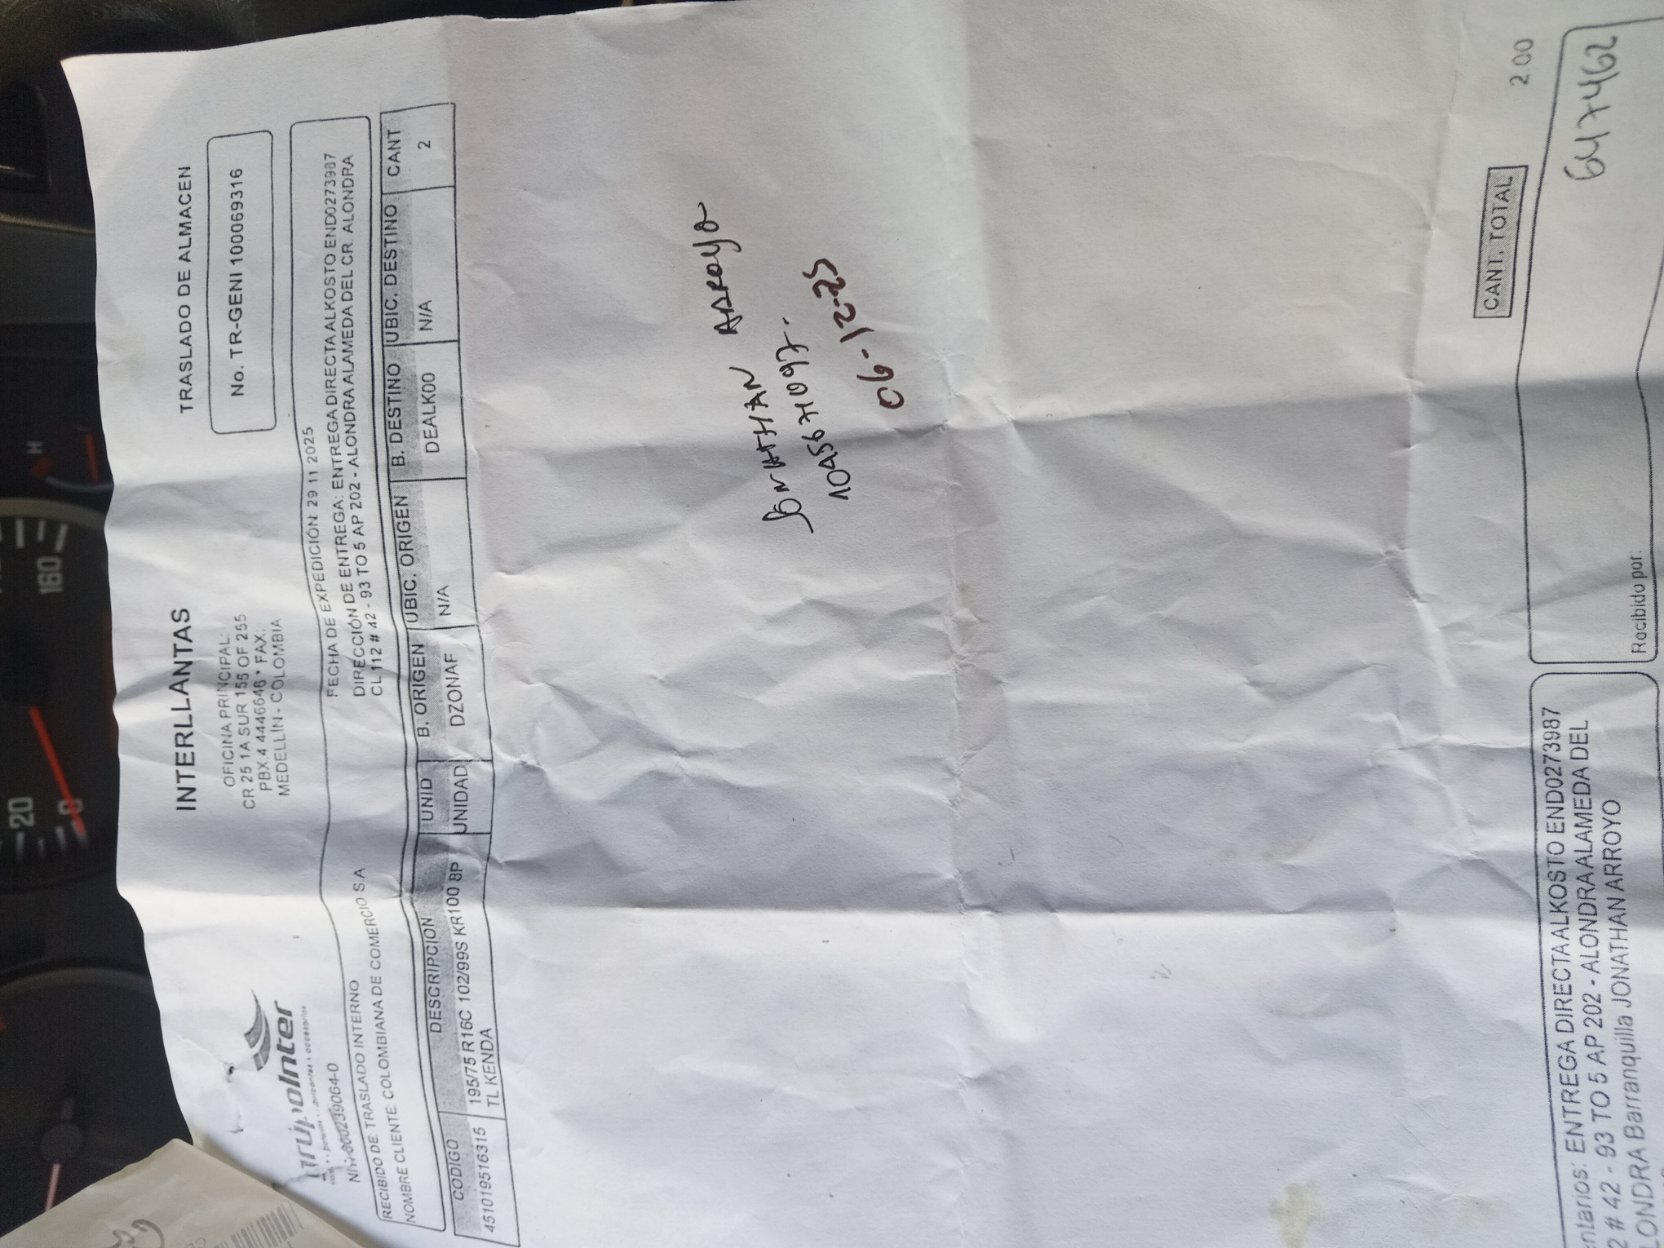 INTERLLANTAS
TRASLADO DE ALMACEN
OFICINA PRINCIPAL:
CR 25 1A SUR 155 OF 255
PBX.4 4446646 * FAX.
MEDELLIN - COLOMBIA
No. TR-GENI 100069316
grupoInter
RECIBIDO DE: TRASLADO INTERNO
NOMBRE CLIENTE: COLOMBIANA DE COMERCIO SA
FECHA DE EXPEDICIÓN: 29 11 2025
DIRECCIÓN DE ENTREGA: ENTREGA DIRECTA ALKOSTO END0273987
CL 112 # 42 - 93 TO 5 AP 202 - ALONDRA ALAMEDA DEL CR. ALONDRA
CODIGO DESCRIPCION UNID B. ORIGEN UBIC. ORIGEN B. DESTINO UBIC. DESTINO CANT
451019516315 195/75 R16C 102/99S KR100 8P UNIDAD DZONAF N/A DEALK00 N/A 2
TL KENDA
JONATHAN ARROYO
06-12-25
CANT. TOTAL 2 00
ntarios: ENTREGA DIRECTA ALKOSTO END0273987
2 # 42 - 93 TO 5 AP 202 - ALONDRA ALAMEDA DEL
LONDRA Barranquilla JONATHAN ARROYO
Recibido por:
6417462
160
20
0
H